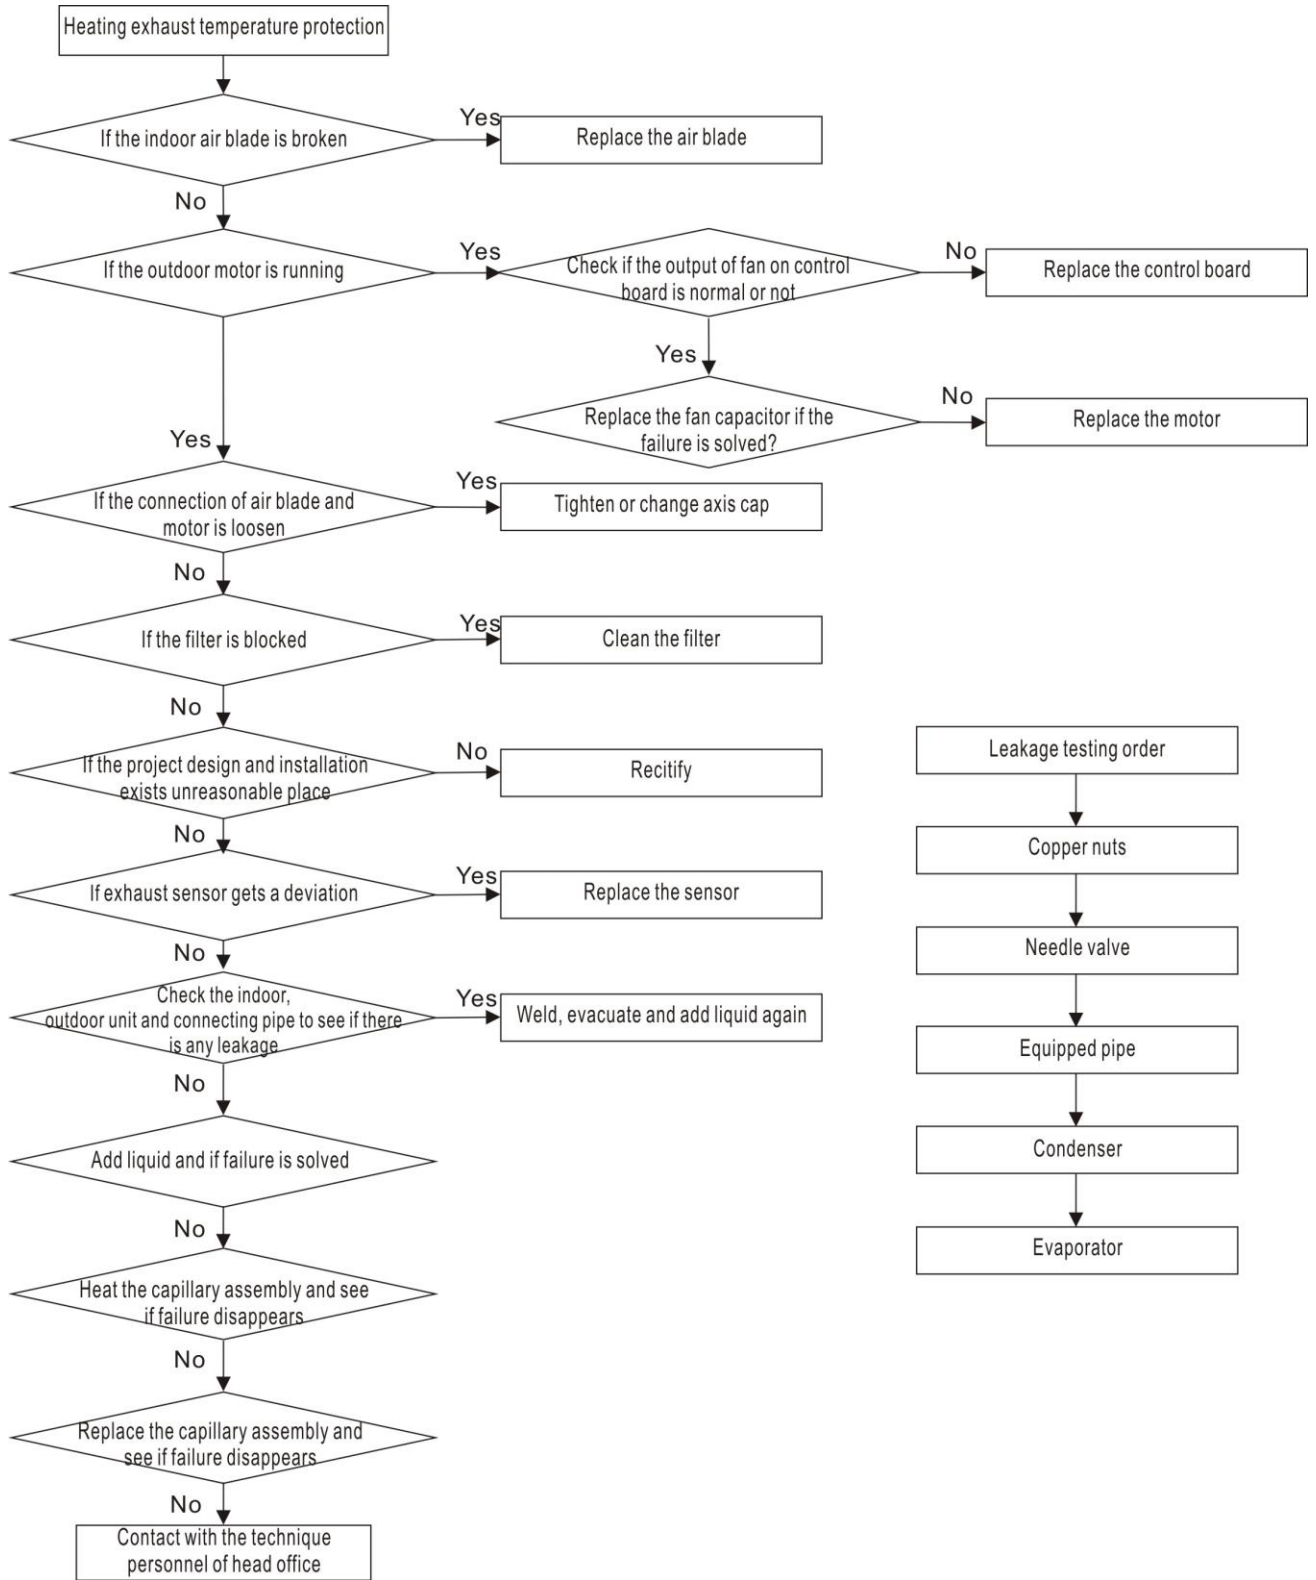 Heating exhaust temperature protection
If the indoor air blade is broken
Yes
Replace the air blade
No
If the outdoor motor is running
Yes
Check if the output of fan on control
board is normal or not
No
Replace the control board
Yes
Replace the fan capacitor if the
failure is solved?
No
Replace the motor
Yes
If the connection of air blade and
motor is loosen
Yes
Tighten or change axis cap
No
If the filter is blocked
Yes
Clean the filter
No
If the project design and installation
exists unreasonable place
No
Recitify
No
If exhaust sensor gets a deviation
Yes
Replace the sensor
No
Check the indoor,
outdoor unit and connecting pipe to see if there
is any leakage
Yes
Weld, evacuate and add liquid again
No
Add liquid and if failure is solved
No
Heat the capillary assembly and see
if failure disappears
No
Replace the capillary assembly and
see if failure disappears
No
Contact with the technique
personnel of head office
Leakage testing order
Copper nuts
Needle valve
Equipped pipe
Condenser
Evaporator